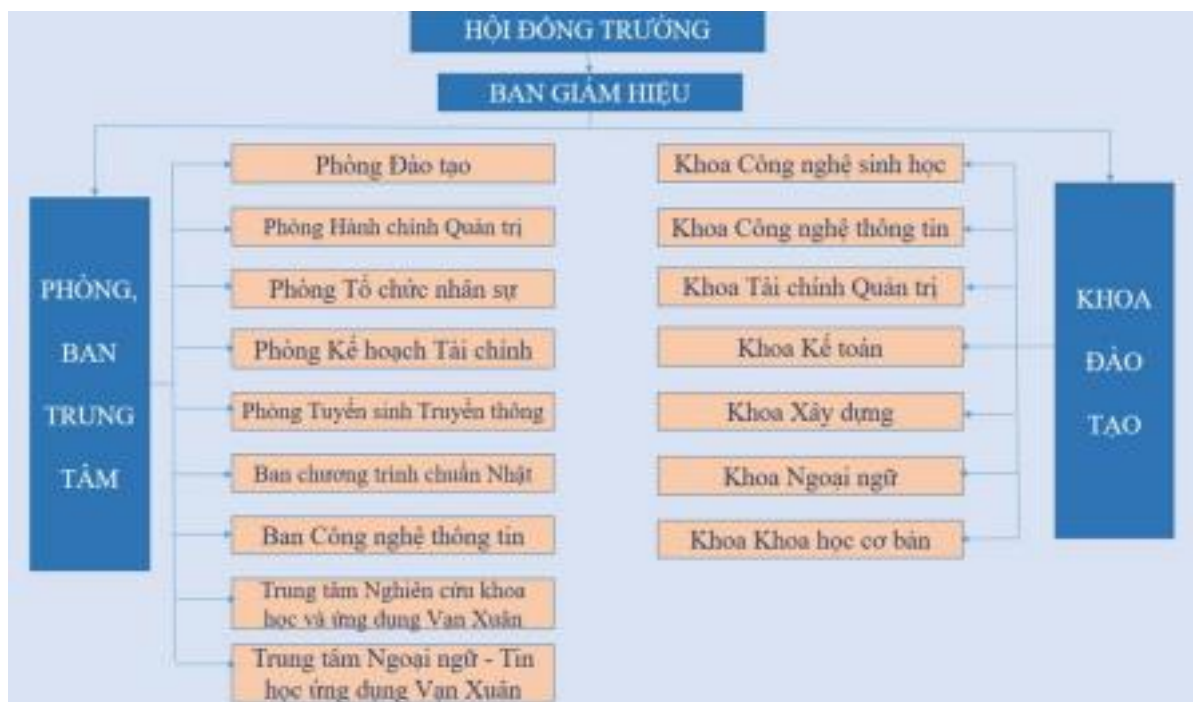 HỘI ĐỒNG TRƯỜNG
BAN GIÁM HIỆU
PHÒNG,
BAN
TRUNG
TÂM
Phòng Đào tạo
Phòng Hành chính Quản trị
Phòng Tổ chức nhân sự
Phòng Kế hoạch Tài chính
Phòng Tuyển sinh Truyền thông
Ban chương trình chuẩn Nhật
Ban Công nghệ thông tin
Trung tâm Nghiên cứu khoa
học và ứng dụng Vạn Xuân
Trung tâm Ngoại ngữ - Tin
học ứng dụng Vạn Xuân
Khoa Công nghệ sinh học
Khoa Công nghệ thông tin
Khoa Tài chính Quản trị
Khoa Kế toán
Khoa Xây dựng
Khoa Ngoại ngữ
Khoa Khoa học cơ bản
KHOA
ĐÀO
TẠO